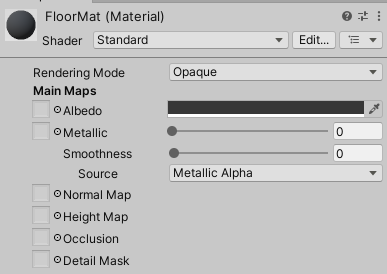 FloorMat (Material)
Shader Standard Edit...
Rendering Mode Opaque
Main Maps
Albedo
Metallic 0
Smoothness 0
Source Metallic Alpha
Normal Map
Height Map
Occlusion
Detail Mask